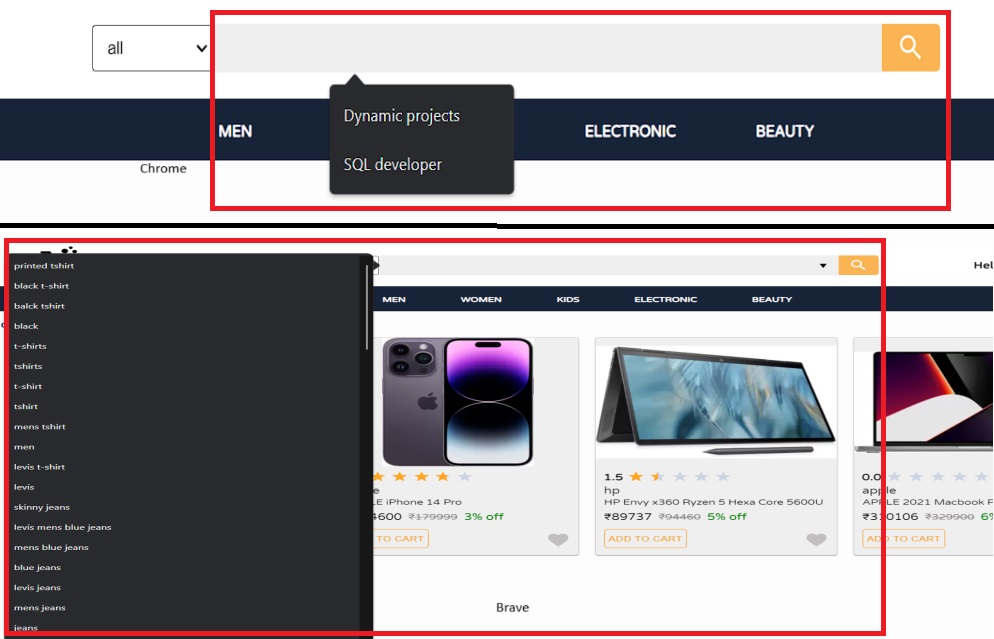 all
MEN
ELECTRONIC
BEAUTY
Dynamic projects
SQL developer
Chrome
Hel
MEN
WOMEN
KIDS
ELECTRONIC
BEAUTY
printed tshirt
black t-shirt
balck tshirt
black
t-shirts
tshirts
t-shirt
tshirt
mens tshirt
men
levis t-shirt
levis
skinny jeans
levis mens blue jeans
mens blue jeans
blue jeans
levis jeans
mens jeans
jeans
e
LE iPhone 14 Pro
4600 ₹179999 3% off
TO CART
1.5
hp
HP Envy x360 Ryzen 5 Hexa Core 5600U
₹89737 ₹94460 5% off
ADD TO CART
0.0
apple
APPLE 2021 Macbook P
₹310106 ₹329900 6%
ADD TO CART
Brave